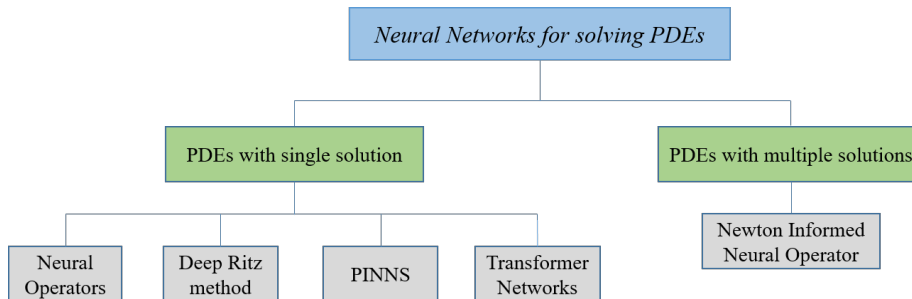 Neural Networks for solving PDEs
PDEs with single solution
PDEs with multiple solutions
Neural
Operators
Deep Ritz
method
PINNS
Transformer
Networks
Newton Informed
Neural Operator